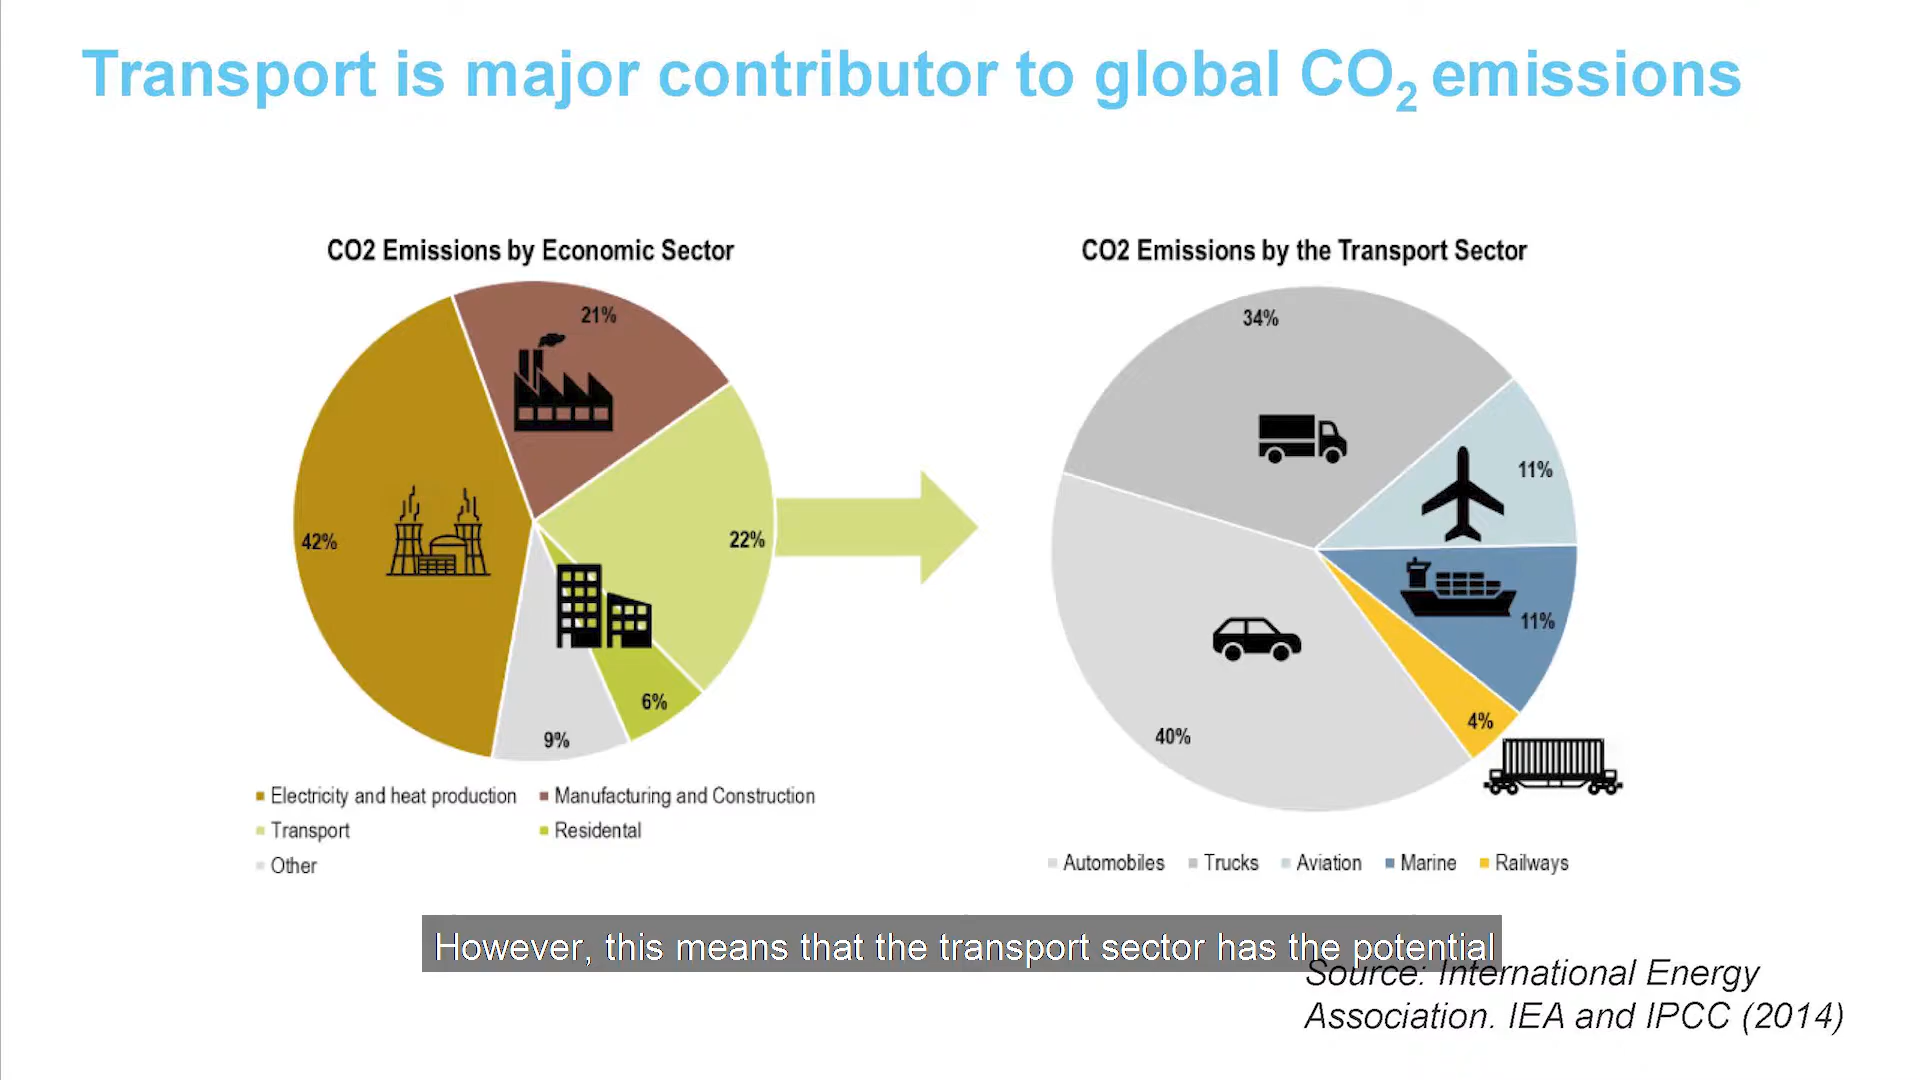 Transport is major contributor to global CO2 emissions
CO2 Emissions by Economic Sector
21%
42%
22%
6%
9%
Electricity and heat production
Manufacturing and Construction
Transport
Residental
Other
CO2 Emissions by the Transport Sector
34%
11%
11%
4%
40%
Automobiles
Trucks
Aviation
Marine
Railways
However, this means that the transport sector has the potential
Source: International Energy
Association. IEA and IPCC (2014)